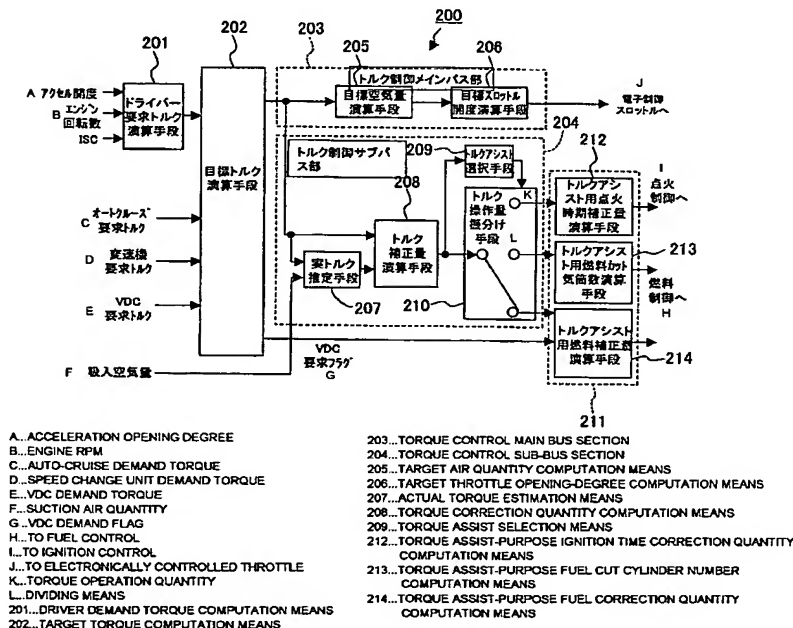 200
201
202
203
205
206
トルク制御メインパス部
目標空気量
演算手段
目標スロットル
開度演算手段
J
電子制御
スロットルへ
A アクセル開度
B エンジン
回転数
ISC
ドライバー
要求トルク
演算手段
204
目標トルク
演算手段
トルク制御サブパ
ス部
209
トルクアシスト
選択手段
208
K
トルク
操作量
振分け
手段
L
212
トルクアシ
スト用点火
時期補正量
演算手段
I
点火
制御へ
C オートクルーズ
要求トルク
D 変速機
要求トルク
E VDC
要求トルク
トルク
補正量
演算手段
実トルク
推定手段
207
210
トルクアシス
ト用燃料カット
気筒数演算
手段
213
燃料
制御へ
H
VDC
要求フラグ
G
F 吸入空気量
トルクアシスト
用燃料補正量
演算手段
214
211
A...ACCELERATION OPENING DEGREE
B...ENGINE RPM
C...AUTO-CRUISE DEMAND TORQUE
D...SPEED CHANGE UNIT DEMAND TORQUE
E...VDC DEMAND TORQUE
F...SUCTION AIR QUANTITY
G...VDC DEMAND FLAG
H...TO FUEL CONTROL
I...TO IGNITION CONTROL
J...TO ELECTRONICALLY CONTROLLED THROTTLE
K...TORQUE OPERATION QUANTITY
L...DIVIDING MEANS
201...DRIVER DEMAND TORQUE COMPUTATION MEANS
202...TARGET TORQUE COMPUTATION MEANS
203...TORQUE CONTROL MAIN BUS SECTION
204...TORQUE CONTROL SUB-BUS SECTION
205...TARGET AIR QUANTITY COMPUTATION MEANS
206...TARGET THROTTLE OPENING-DEGREE COMPUTATION MEANS
207...ACTUAL TORQUE ESTIMATION MEANS
208...TORQUE CORRECTION QUANTITY COMPUTATION MEANS
209...TORQUE ASSIST SELECTION MEANS
212...TORQUE ASSIST-PURPOSE IGNITION TIME CORRECTION QUANTITY
COMPUTATION MEANS
213...TORQUE ASSIST-PURPOSE FUEL CUT CYLINDER NUMBER
COMPUTATION MEANS
214...TORQUE ASSIST-PURPOSE FUEL CORRECTION QUANTITY
COMPUTATION MEANS